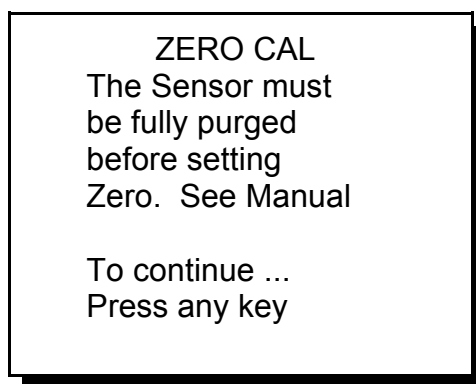 ZERO CAL
The Sensor must
be fully purged
before setting
Zero.  See Manual
To continue ...
Press any key